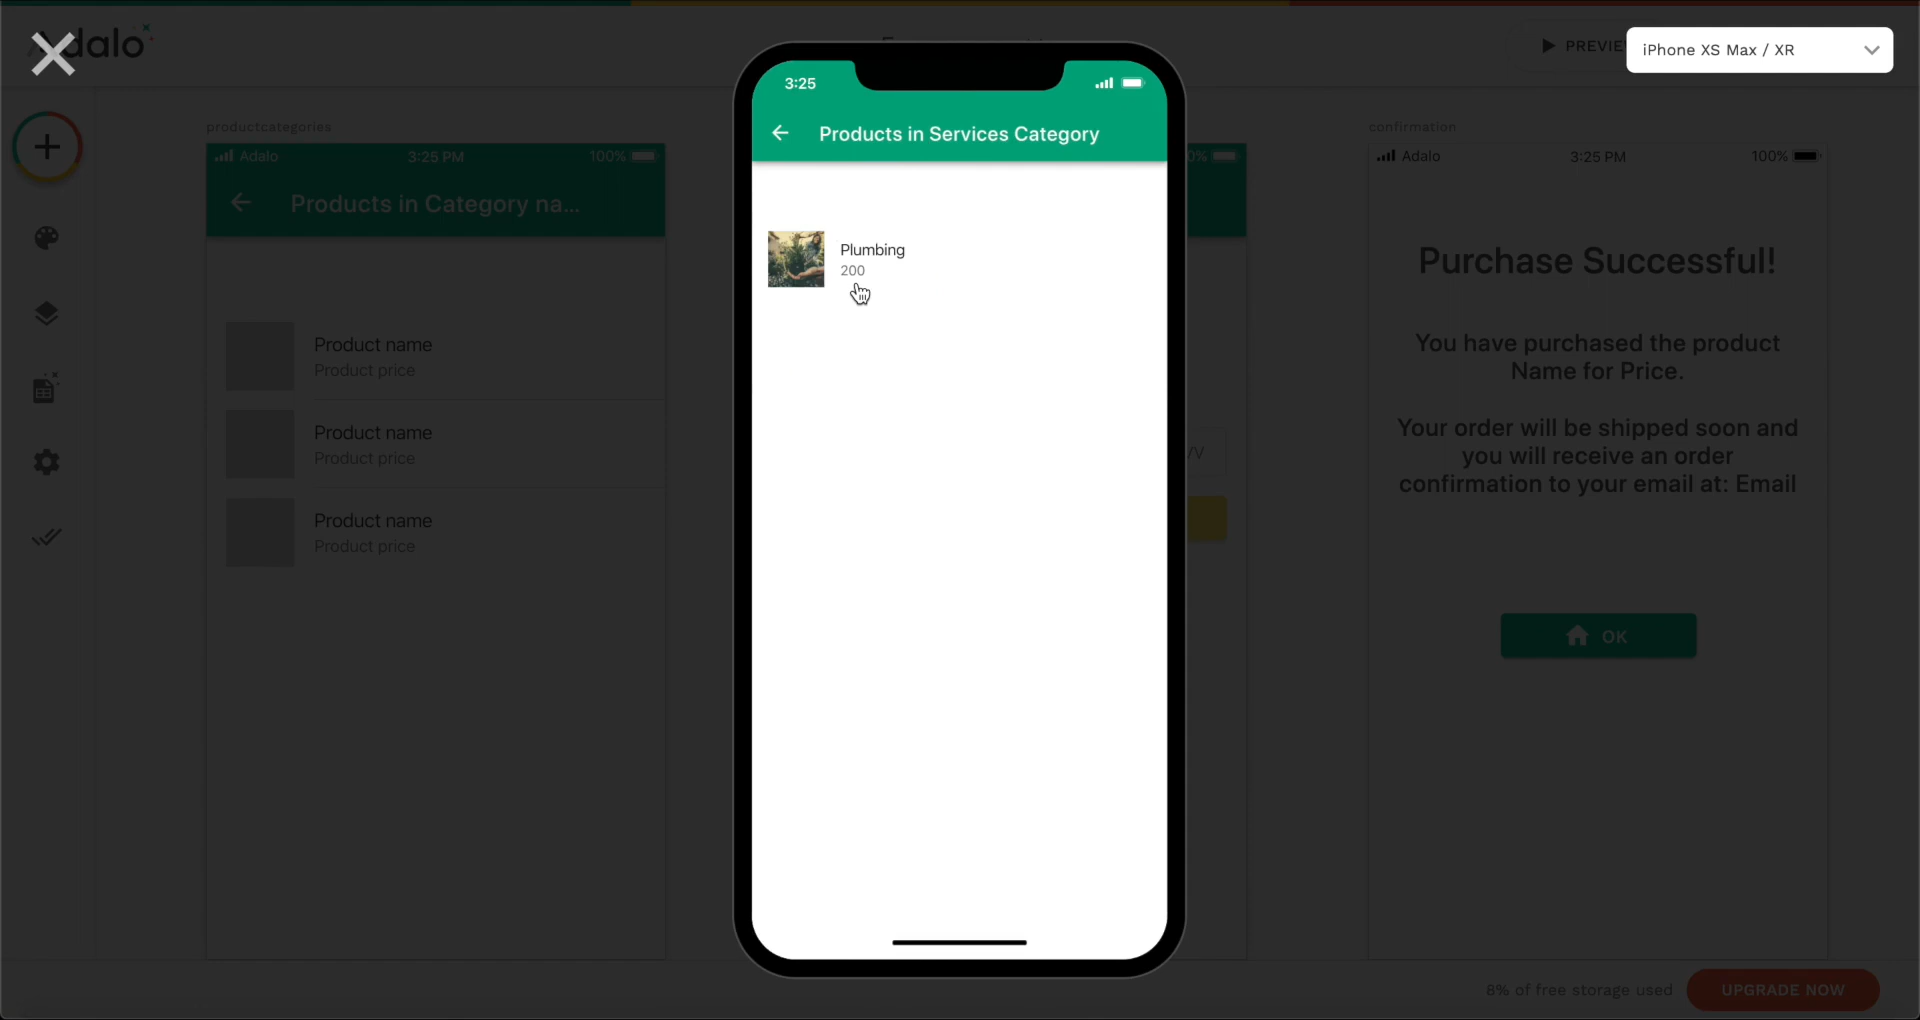 Adalo
PREVIE
iPhone XS Max / XR
productcategories
Adalo
3:25 PM
100%
Products in Category na...
Product name
Product price
Product name
Product price
Product name
Product price
3:25
Products in Services Category
Plumbing
200
0%
VV
confirmation
Adalo
3:25 PM
100%
Purchase Successful!
You have purchased the product
Name for Price.
Your order will be shipped soon and
you will receive an order
confirmation to your email at: Email
OK
8% of free storage used
UPGRADE NOW